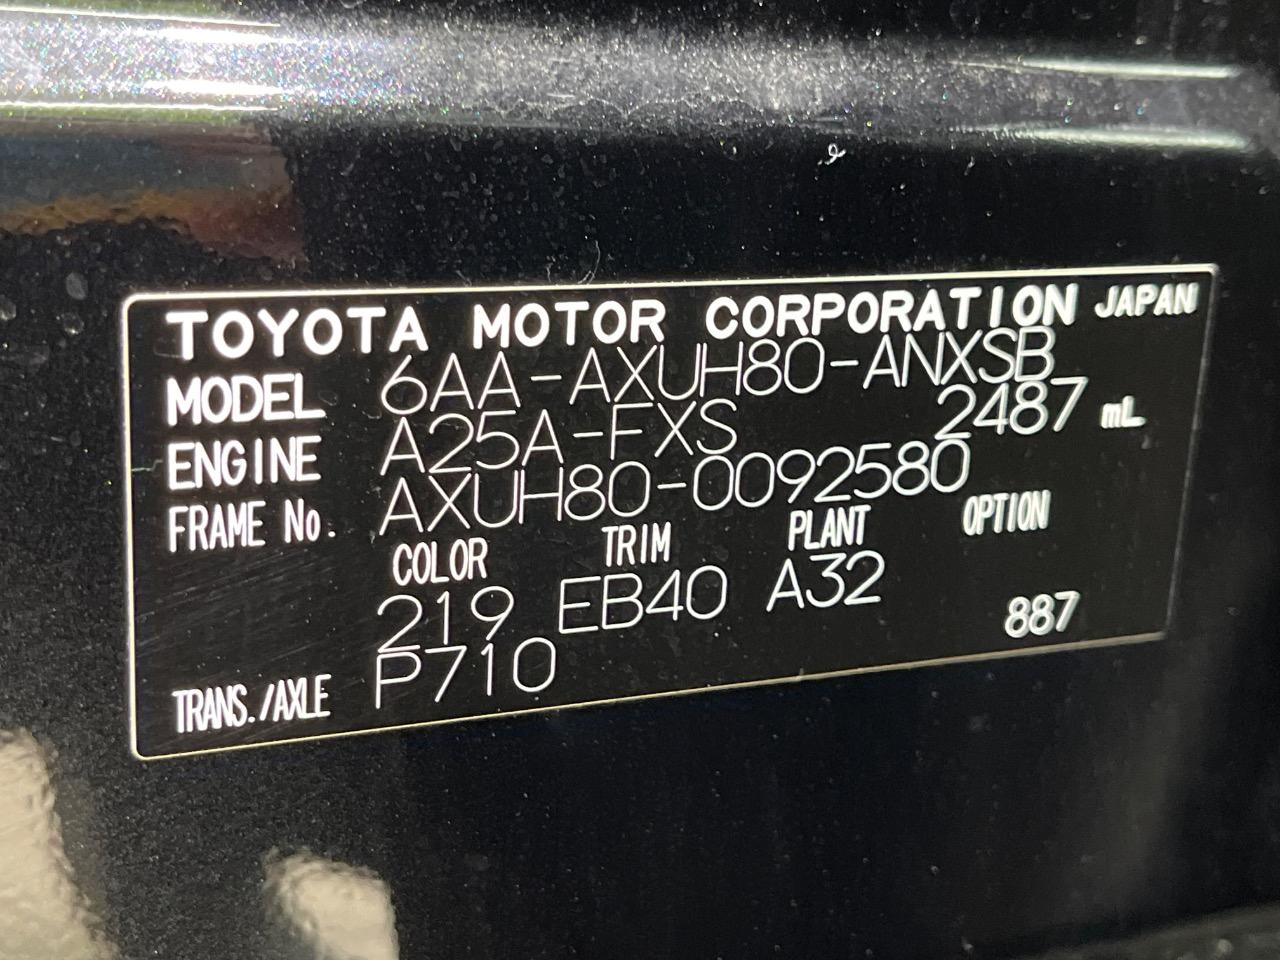 TOYOTA MOTOR CORPORATION JAPAN
MODEL 6AA-AXUH80-ANXSB
ENGINE A25A-FXS 2487 mL
FRAME No. AXUH80-0092580
COLOR TRIM PLANT OPTION
219 EB40 A32
TRANS./AXLE P710 887